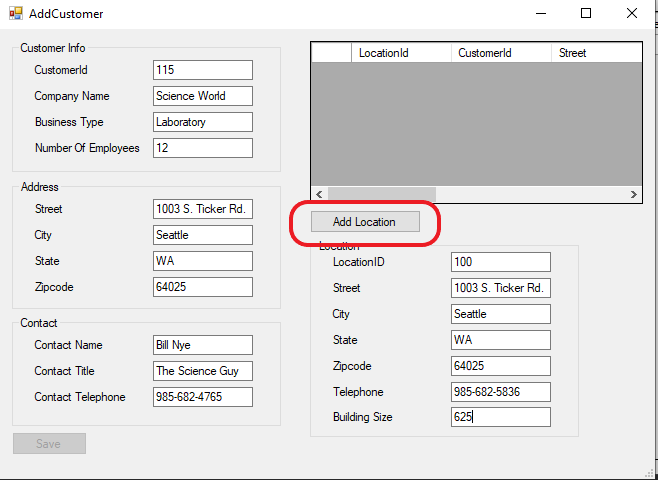 AddCustomer
Customer Info
CustomerId 115
Company Name Science World
Business Type Laboratory
Number Of Employees 12
Address
Street 1003 S. Ticker Rd.
City Seattle
State WA
Zipcode 64025
Contact
Contact Name Bill Nye
Contact Title The Science Guy
Contact Telephone 985-682-4765
Save
LocationId CustomerId Street
Add Location
Location
LocationID 100
Street 1003 S. Ticker Rd.
City Seattle
State WA
Zipcode 64025
Telephone 985-682-5836
Building Size 625